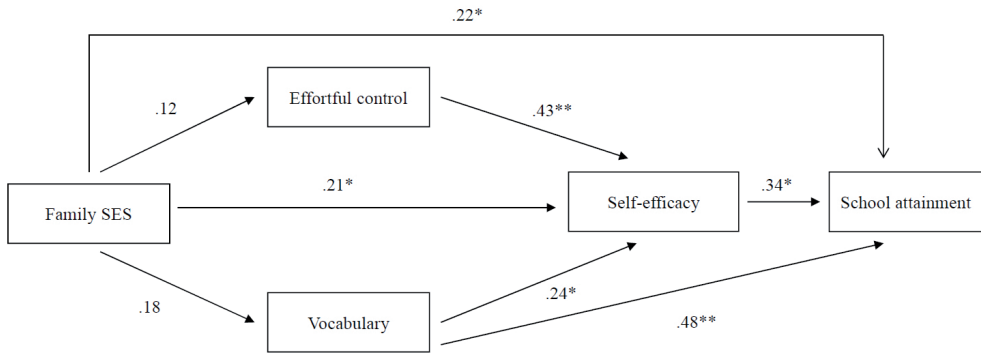 .22*
Effortful control
.12
.43**
.21*
.34*
Family SES
Self-efficacy
School attainment
.18
Vocabulary
.24*
.48**